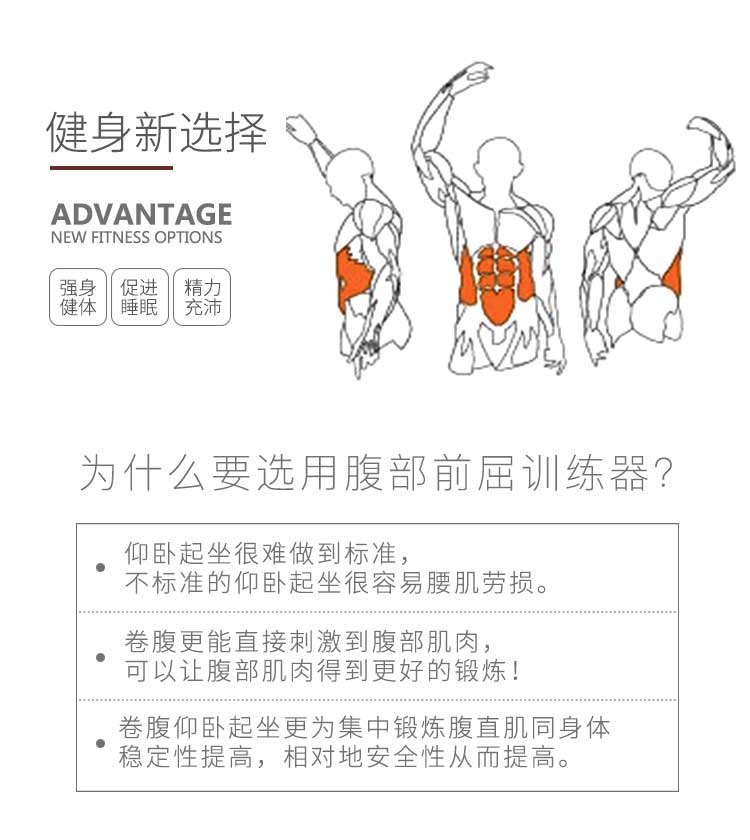 健身新选择
ADVANTAGE
NEW FITNESS OPTIONS
强身
健体
促进
睡眠
精力
充沛
为什么要选用腹部前屈训练器?
仰卧起坐很难做到标准，
不标准的仰卧起坐很容易腰肌劳损。
卷腹更能直接刺激到腹部肌肉，
可以让腹部肌肉得到更好的锻炼!
卷腹仰卧起坐更为集中锻炼腹直肌同身体
稳定性提高，相对地安全性从而提高。